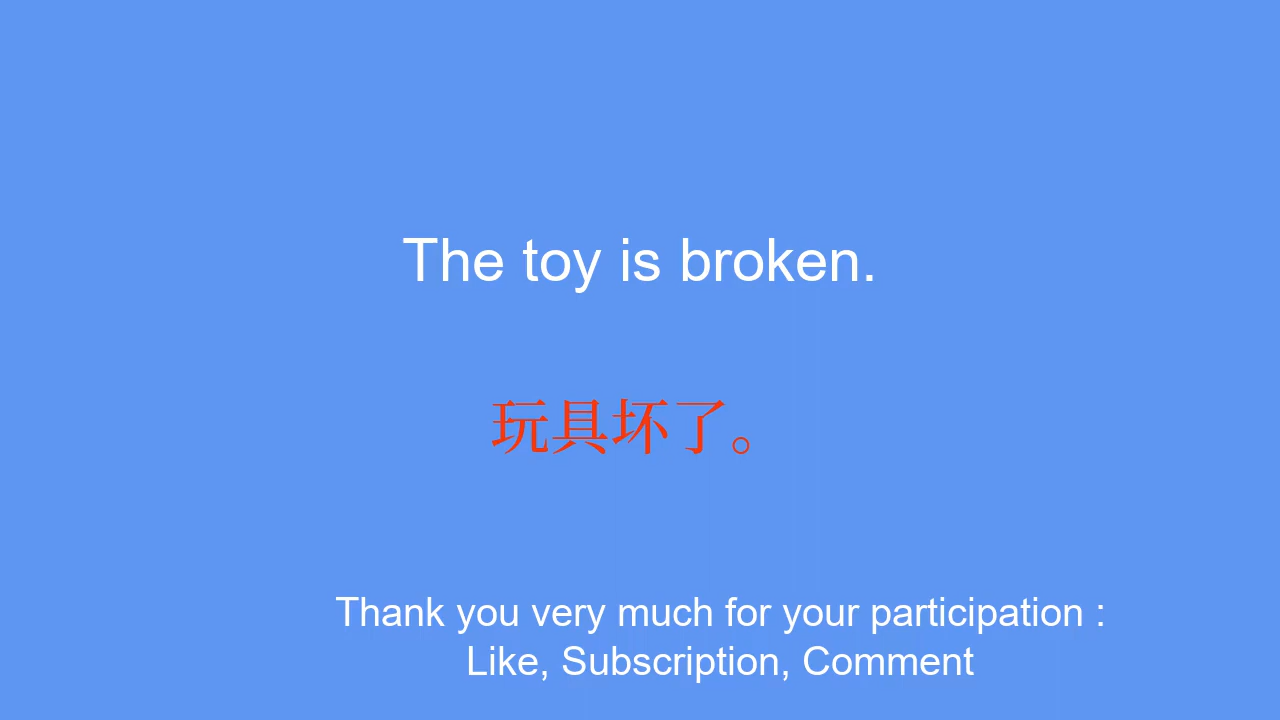 The toy is broken.
玩具坏了。
Thank you very much for your participation :
Like, Subscription, Comment